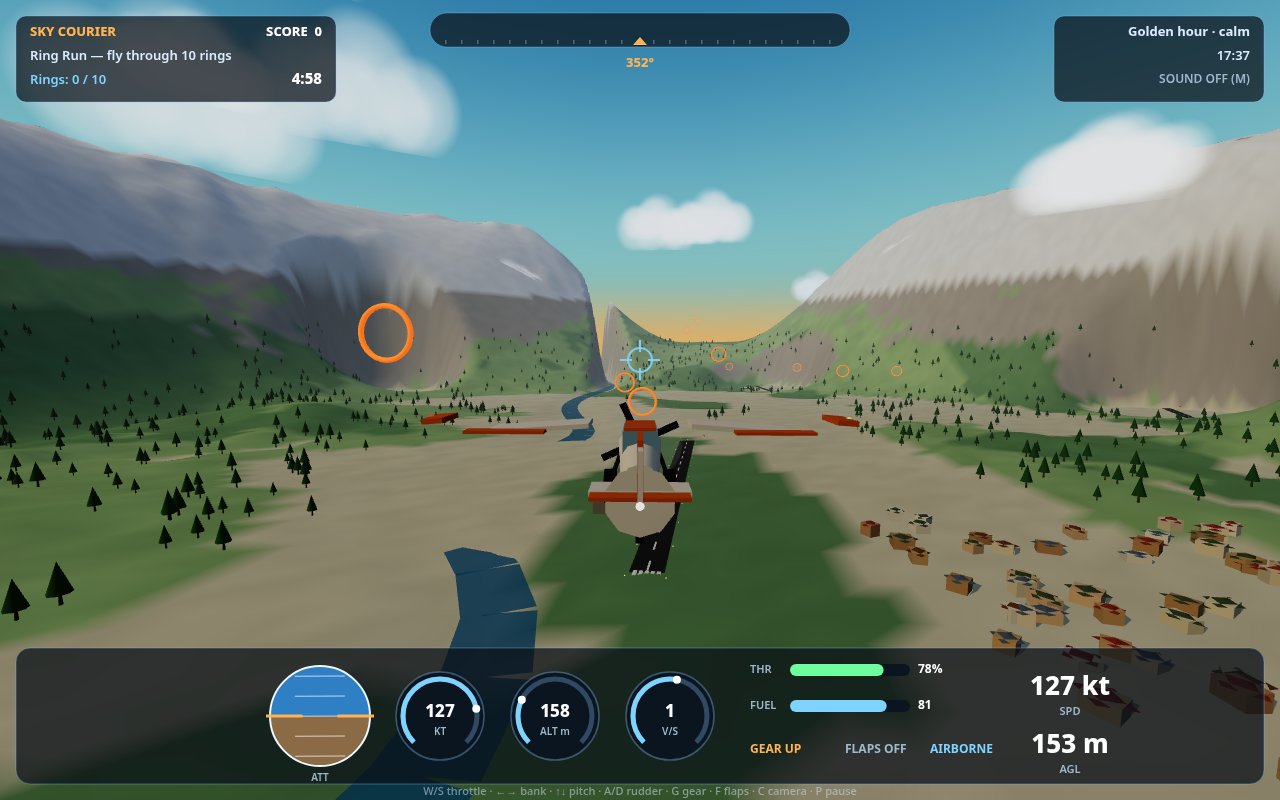 SKY COURIER SCORE 0
Ring Run — fly through 10 rings
Rings: 0 / 10 4:58
352°
Golden hour · calm
17:37
SOUND OFF (M)
ATT
127
KT
158
ALT m
1
V/S
THR 78%
FUEL 81
GEAR UP FLAPS OFF AIRBORNE
127 kt
SPD
153 m
AGL
W/S throttle · ←→ bank · ↑↓ pitch · A/D rudder · G gear · F flaps · C camera · P pause